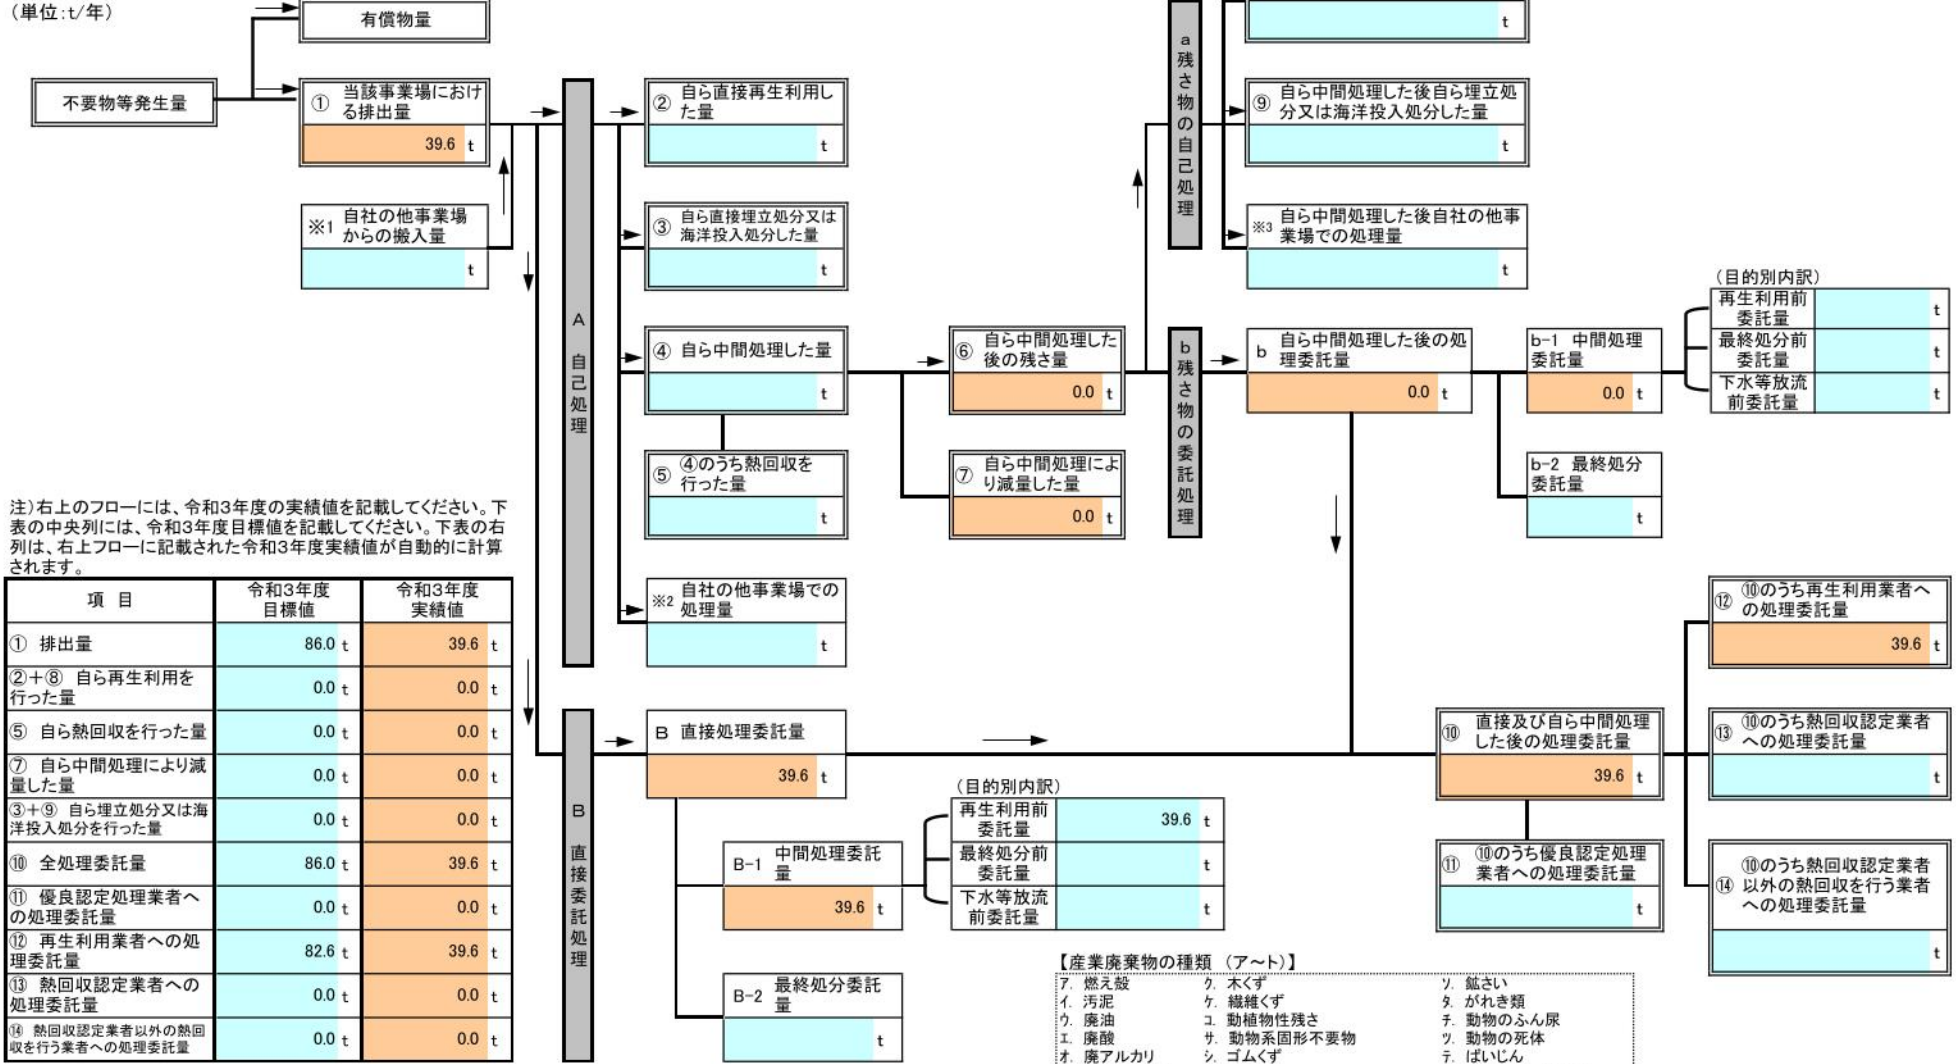 (単位:t/年)
有償物量
不要物等発生量
① 当該事業場におけ
る排出量
39.6 t
※1 自社の他事業場
からの搬入量
t
A 自己処理
② 自ら直接再生利用し
た量
t
③ 自ら直接埋立処分又は
海洋投入処分した量
t
④ 自ら中間処理した量
t
⑤ ④のうち熱回収を
行った量
t
※2 自社の他事業場での
処理量
t
⑥ 自ら中間処理した
後の残さ量
0.0 t
⑦ 自ら中間処理によ
り減量した量
0.0 t
a 残さ物の自己処理
t
⑨ 自ら中間処理した後自ら埋立処
分又は海洋投入処分した量
t
※3 自ら中間処理した後自社の他事
業場での処理量
t
b 残さ物の委託処理
b 自ら中間処理した後の処
理委託量
0.0 t
b-1 中間処理
委託量
0.0 t
b-2 最終処分
委託量
t
(目的別内訳)
再生利用前
委託量
t
最終処分前
委託量
t
下水等放流
前委託量
t
注)右上のフローには、令和3年度の実績値を記載してください。下
表の中央列には、令和3年度目標値を記載してください。下表の右
列は、右上フローに記載された令和3年度実績値が自動的に計算
されます。
項 目
令和3年度
目標値
令和3年度
実績値
① 排出量 86.0 t 39.6 t
②+⑧ 自ら再生利用を
行った量
0.0 t 0.0 t
⑤ 自ら熱回収を行った量 0.0 t 0.0 t
⑦ 自ら中間処理により減
量した量
0.0 t 0.0 t
③+⑨ 自ら埋立処分又は海
洋投入処分を行った量
0.0 t 0.0 t
⑩ 全処理委託量 86.0 t 39.6 t
⑪ 優良認定処理業者へ
の処理委託量
0.0 t 0.0 t
⑫ 再生利用業者への処
理委託量
82.6 t 39.6 t
⑬ 熱回収認定業者への
処理委託量
0.0 t 0.0 t
⑭ 熱回収認定業者以外の熱回
収を行う業者への処理委託量
0.0 t 0.0 t
B 直接委託処理
B 直接処理委託量
39.6 t
B-1 中間処理委託
量
39.6 t
B-2 最終処分委託
量
t
(目的別内訳)
再生利用前
委託量
39.6 t
最終処分前
委託量
t
下水等放流
前委託量
t
⑩ 直接及び自ら中間処理
した後の処理委託量
39.6 t
⑪ ⑩のうち優良認定処理
業者への処理委託量
t
⑫ ⑩のうち再生利用業者へ
の処理委託量
39.6 t
⑬ ⑩のうち熱回収認定業者
への処理委託量
t
⑭ ⑩のうち熱回収認定業者
以外の熱回収を行う業者
への処理委託量
t
【産業廃棄物の種類 (ア~ト)】
ア. 燃え殻 ク. 木くず ソ. 鉱さい
イ. 汚泥 ケ. 繊維くず タ. がれき類
ウ. 廃油 コ. 動植物性残さ チ. 動物のふん尿
エ. 廃酸 サ. 動物系固形不要物 ツ. 動物の死体
オ. 廃アルカリ シ. ゴムくず テ. ばいじん